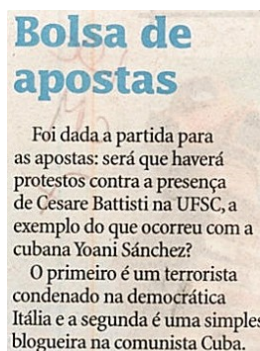 Bolsa de
apostas
Foi dada a partida para
as apostas: será que haverá
protestos contra a presença
de Cesare Battisti na UFSC, a
exemplo do que ocorreu com a
cubana Yoani Sánchez?
O primeiro é um terrorista
condenado na democrática
Itália e a segunda é uma simples
blogueira na comunista Cuba.